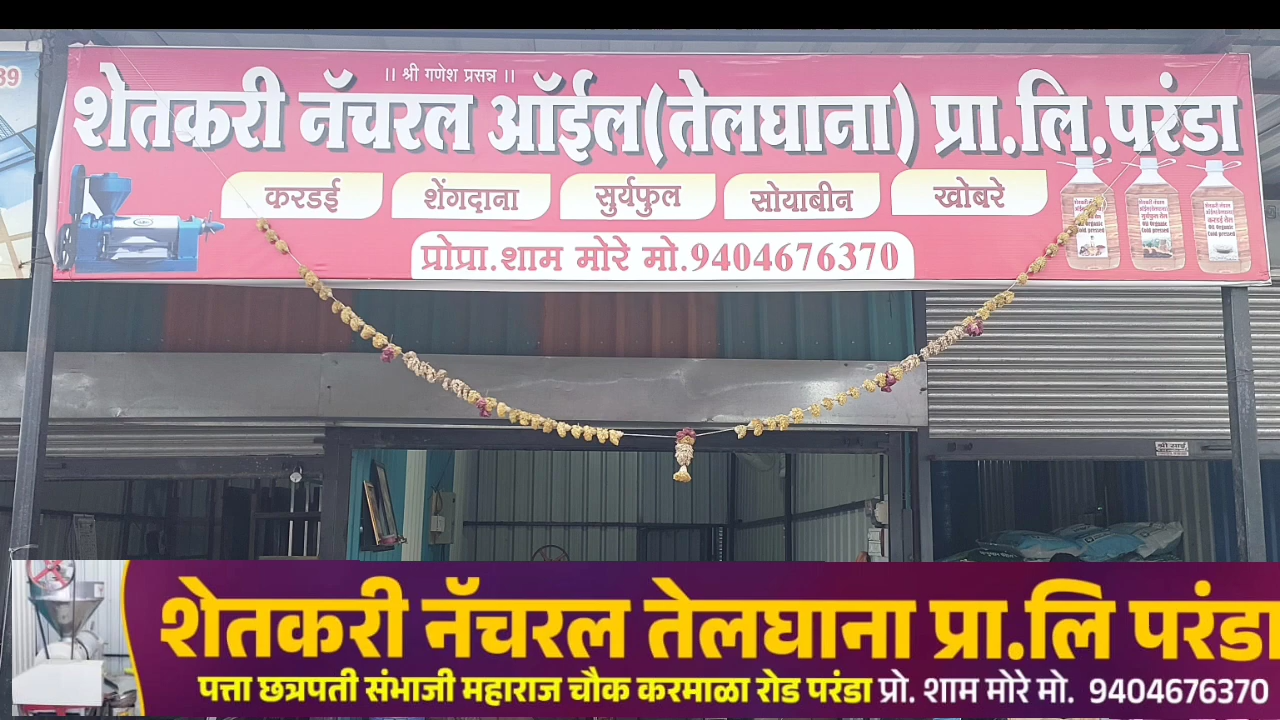 39
|| श्री गणेश प्रसन्न ||
शेतकरी नॅचरल ऑईल(तेलघाना) प्रा.लि.परंडा
करडई शेंगदाना सुर्यफुल सोयाबीन खोबरे
प्रोप्रा.शाम मोरे मो.9404676370
शेतकरी नॅचरल तेलघाना प्रा.लि परंडा
पत्ता छत्रपती संभाजी महाराज चौक करमाळा रोड परंडा प्रो. शाम मोरे मो. 9404676370